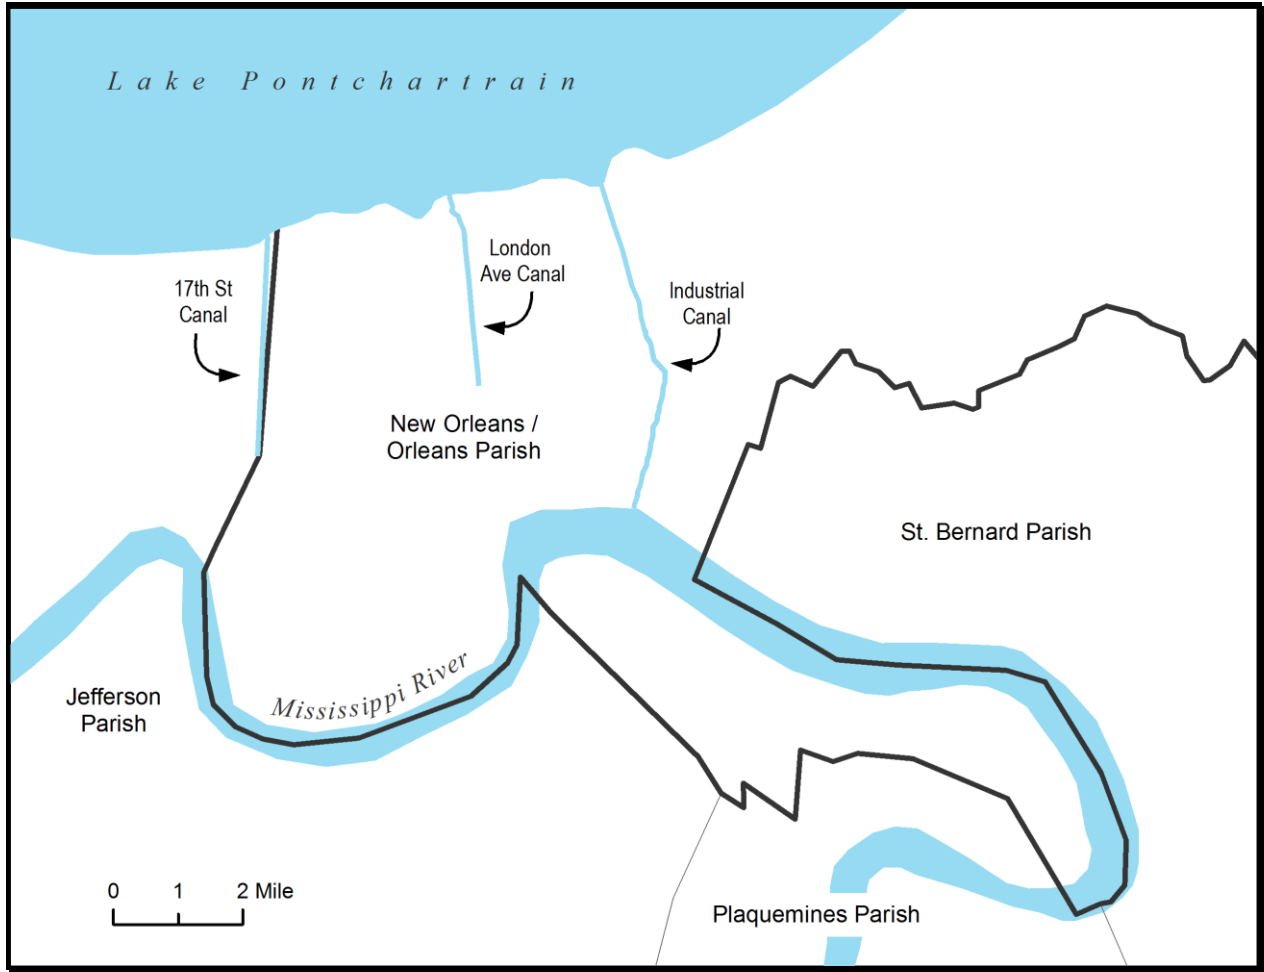 Lake Pontchartrain
17th St
Canal
London
Ave Canal
Industrial
Canal
New Orleans /
Orleans Parish
St. Bernard Parish
Mississippi River
Jefferson
Parish
0 1 2 Mile
Plaquemines Parish